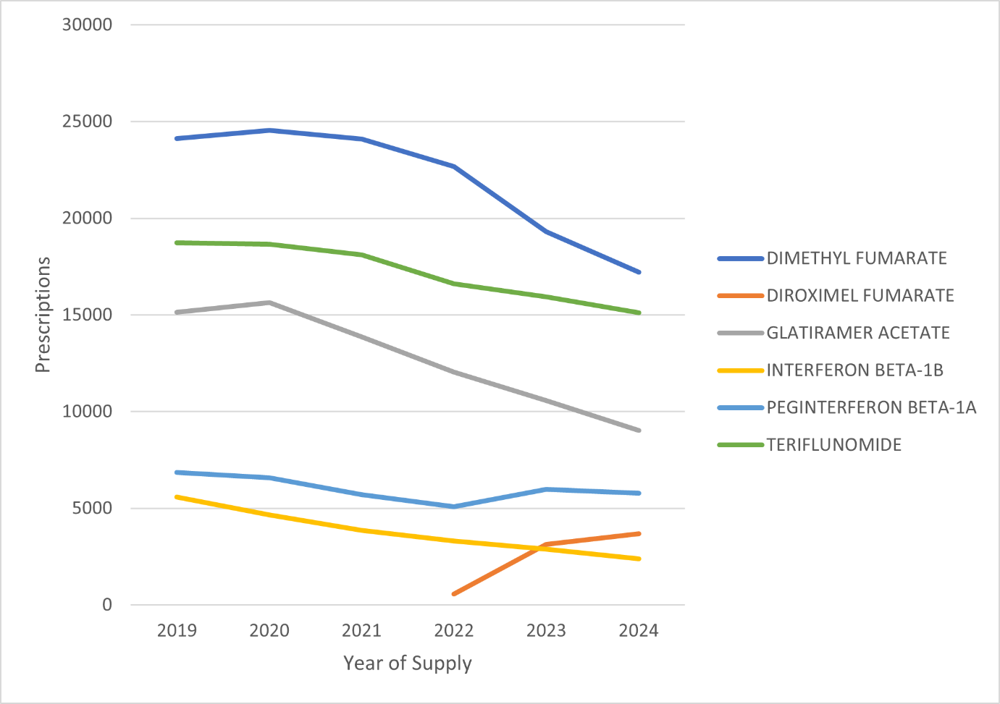 30000
25000
20000
15000
10000
5000
0
Prescriptions
2019 2020 2021 2022 2023 2024
Year of Supply
DIMETHYL FUMARATE
DIROXIMEL FUMARATE
GLATIRAMER ACETATE
INTERFERON BETA-1B
PEGINTERFERON BETA-1A
TERIFLUNOMIDE